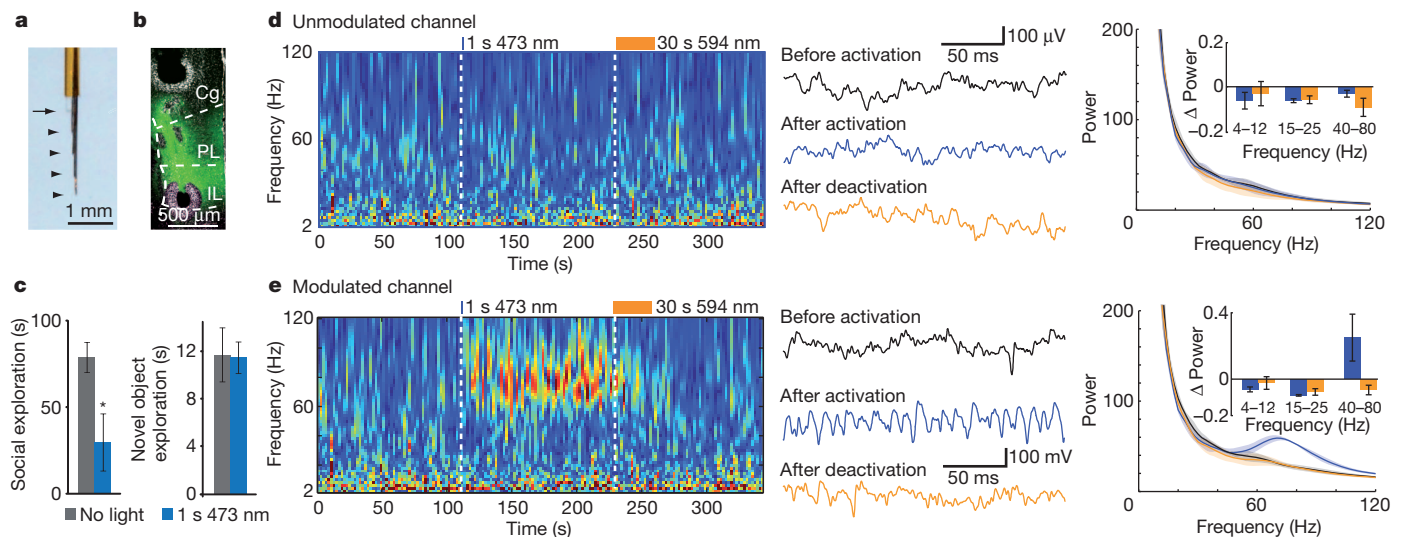 a
1 mm
b
Cg
PL
IL
500 μm
c
Social exploration (s)
100
50
0
Novel object
exploration (s)
12
8
4
0
*
No light
1 s 473 nm
d Unmodulated channel
1 s 473 nm
30 s 594 nm
Frequency (Hz)
120
60
2
0 50 100 150 200 250 300
Time (s)
Before activation
After activation
After deactivation
100 μV
50 ms
Power
200
100
0
60
120
Frequency (Hz)
Δ Power
0.2
0
–0.2
4–12 15–25 40–80
Frequency (Hz)
e Modulated channel
1 s 473 nm
30 s 594 nm
Frequency (Hz)
120
60
2
0 50 100 150 200 250 300
Time (s)
Before activation
After activation
After deactivation
100 mV
50 ms
Power
200
100
0
60
120
Frequency (Hz)
Δ Power
0.4
0
–0.2
4–12 15–25 40–80
Frequency (Hz)